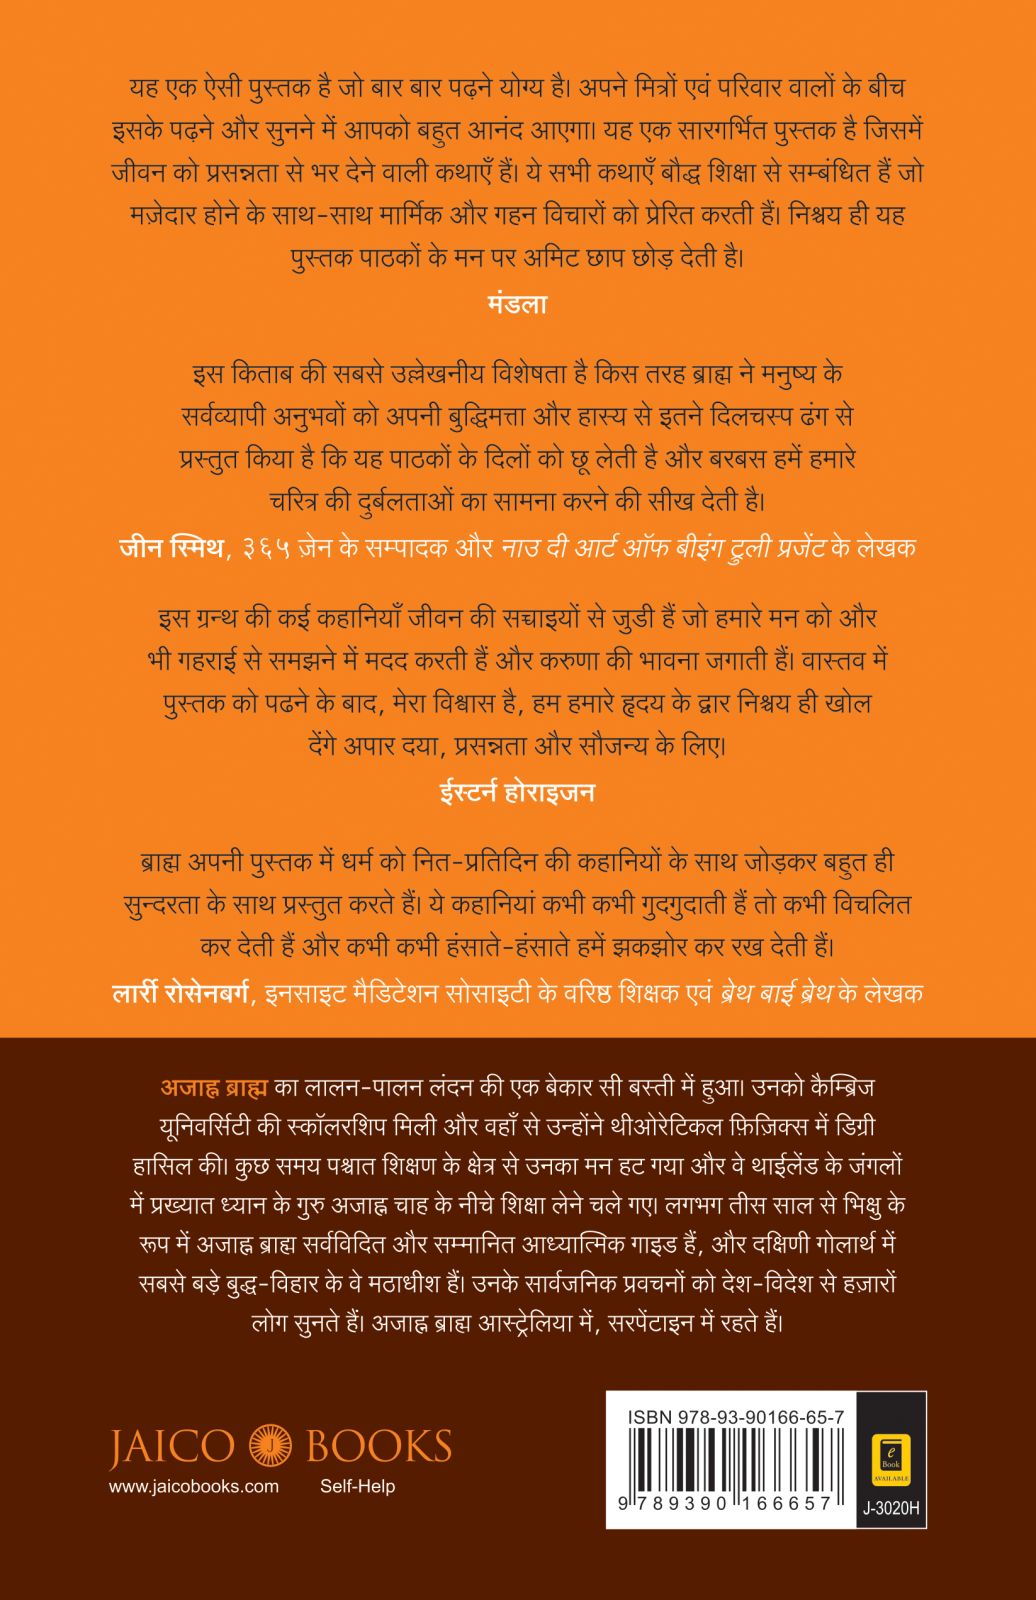 यह एक ऐसी पुस्तक है जो बार बार पढ़ने योग्य है। अपने मित्रों एवं परिवार वालों के बीच
इसके पढ़ने और सुनने में आपको बहुत आनंद आएगा। यह एक सारगर्भित पुस्तक है जिसमें
जीवन को प्रसन्नता से भर देने वाली कथाएँ हैं। ये सभी कथाएँ बौद्ध शिक्षा से सम्बंधित हैं जो
मज़ेदार होने के साथ-साथ मार्मिक और गहन विचारों को प्रेरित करती हैं। निश्चय ही यह
पुस्तक पाठकों के मन पर अमिट छाप छोड़ देती है।
मंडला
इस किताब की सबसे उल्लेखनीय विशेषता है किस तरह ब्राह्म ने मनुष्य के
सर्वव्यापी अनुभवों को अपनी बुद्धिमत्ता और हास्य से इतने दिलचस्प ढंग से
प्रस्तुत किया है कि यह पाठकों के दिलों को छू लेती है और बरबस हमें हमारे
चरित्र की दुर्बलताओं का सामना करने की सीख देती है।
जीन स्मिथ, ३६५ ज़ेन के सम्पादक और नाउ दी आर्ट ऑफ बीइंग टुली प्रजेंट के लेखक
इस ग्रन्थ की कई कहानियाँ जीवन की सच्चाइयों से जुडी हैं जो हमारे मन को और
भी गहराई से समझने में मदद करती हैं और करुणा की भावना जगाती हैं। वास्तव में
पुस्तक को पढने के बाद, मेरा विश्वास है, हम हमारे हृदय के द्वार निश्चय ही खोल
देंगे अपार दया, प्रसन्नता और सौजन्य के लिए।
ईस्टर्न होराइजन
ब्राह्म अपनी पुस्तक में धर्म को नित-प्रतिदिन की कहानियों के साथ जोड़कर बहुत ही
सुन्दरता के साथ प्रस्तुत करते हैं। ये कहानियां कभी कभी गुदगुदाती हैं तो कभी विचलित
कर देती हैं और कभी कभी हंसाते-हंसाते हमें झकझोर कर रख देती हैं।
लार्री रोसेनबर्ग, इनसाइट मैडिटेशन सोसाइटी के वरिष्ठ शिक्षक एवं ब्रेथ बाई ब्रेथ के लेखक
अजाह्न ब्राह्म का लालन-पालन लंदन की एक बेकार सी बस्ती में हुआ। उनको कैम्ब्रिज
यूनिवर्सिटी की स्कॉलरशिप मिली और वहाँ से उन्होंने थीओरेटिकल फ़िज़िक्स में डिग्री
हासिल की। कुछ समय पश्चात शिक्षण के क्षेत्र से उनका मन हट गया और वे थाईलेंड के जंगलों
में प्रख्यात ध्यान के गुरु अजाह्न चाह के नीचे शिक्षा लेने चले गए। लगभग तीस साल से भिक्षु के
रूप में अजाह्न ब्राह्म सर्वविदित और सम्मानित आध्यात्मिक गाइड हैं, और दक्षिणी गोलार्थ में
सबसे बड़े बुद्ध-विहार के वे मठाधीश हैं। उनके सार्वजनिक प्रवचनों को देश-विदेश से हज़ारों
लोग सुनते हैं। अजाह्न ब्राह्म आस्ट्रेलिया में, सरपेंटाइन में रहते हैं।
JAICO J BOOKS
www.jaicobooks.com Self-Help
ISBN 978-93-90166-65-7
9 789390 166657
e
Book
AVAILABLE
J-3020H